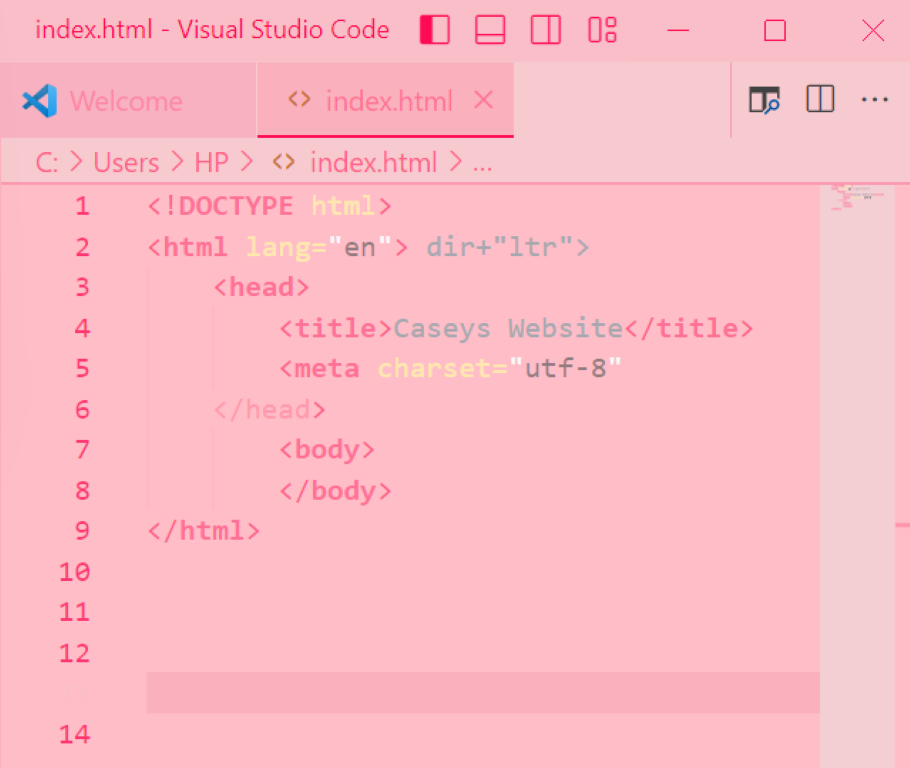 index.html - Visual Studio Code
Welcome
index.html
C: > Users > HP > <> index.html > ...
1 <!DOCTYPE html>
2 <html lang="en"> dir+"ltr">
3 <head>
4 <title>Caseys Website</title>
5 <meta charset="utf-8"
6 </head>
7 <body>
8 </body>
9 </html>
10
11
12
14